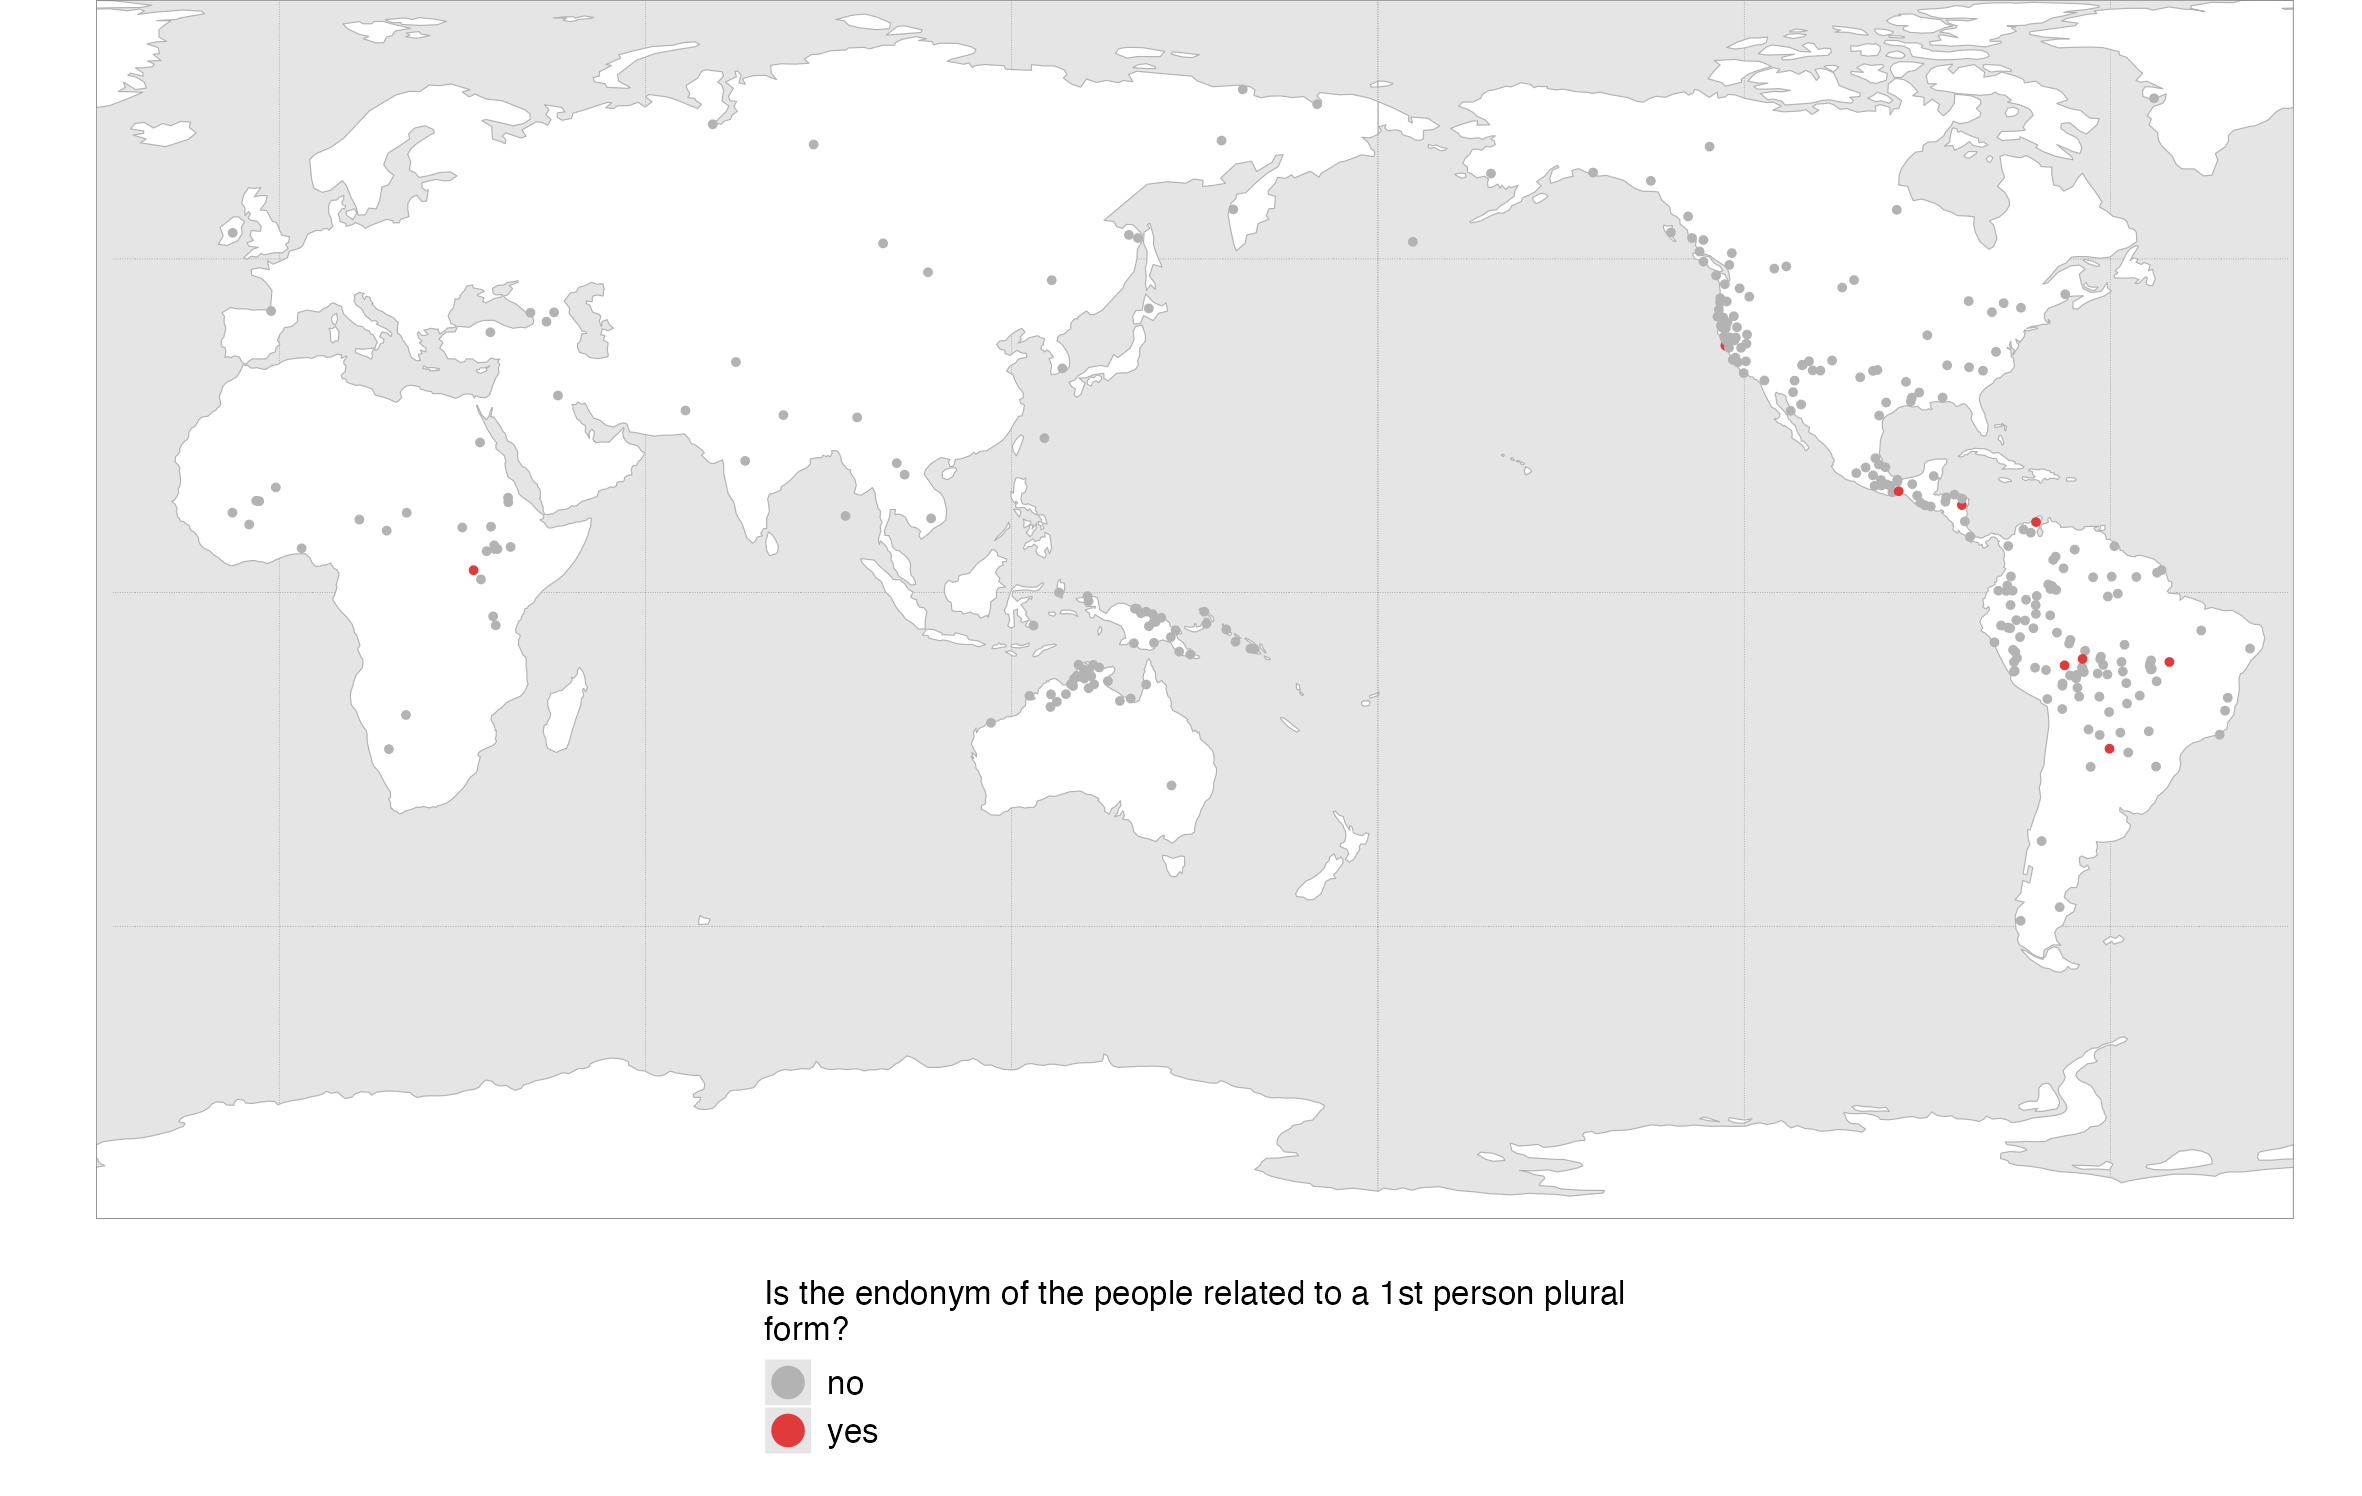 Is the endonym of the people related to a 1st person plural
form?
no
yes